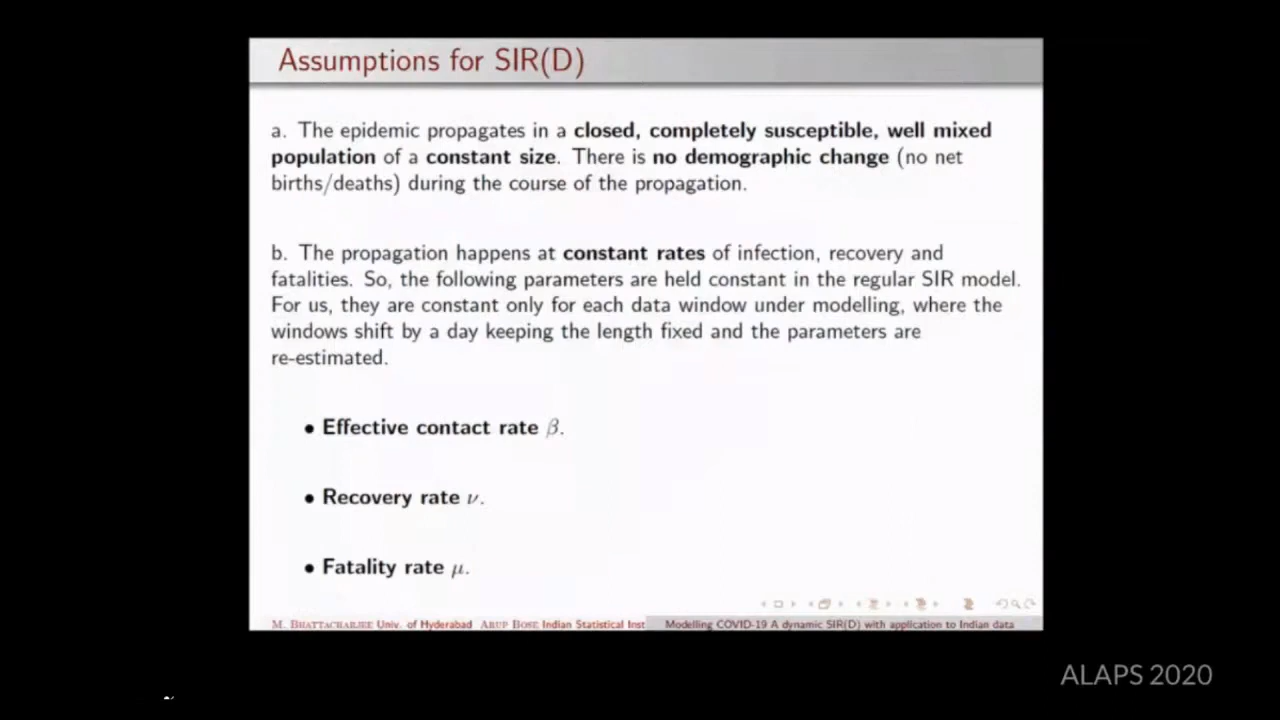 Assumptions for SIR(D)
a. The epidemic propagates in a closed, completely susceptible, well mixed
population of a constant size. There is no demographic change (no net
births/deaths) during the course of the propagation.
b. The propagation happens at constant rates of infection, recovery and
fatalities. So, the following parameters are held constant in the regular SIR model.
For us, they are constant only for each data window under modelling, where the
windows shift by a day keeping the length fixed and the parameters are
re-estimated.
• Effective contact rate β.
• Recovery rate ν.
• Fatality rate μ.
M. BHATTACHARJEE Univ. of Hyderabad ARUP BOSE Indian Statistical Inst Modelling COVID-19 A dynamic SIR(D) with application to Indian data
ALAPS 2020